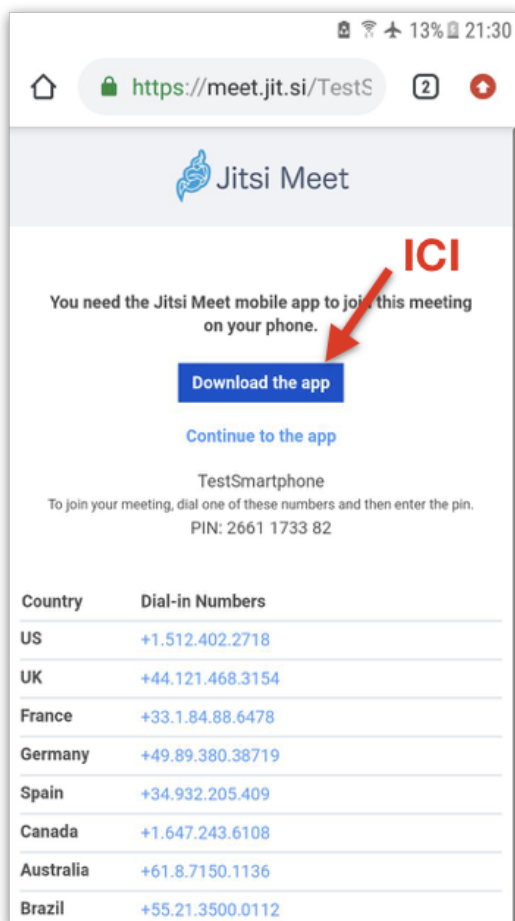 13% 21:30
https://meet.jit.si/TestS 2
Jitsi Meet
ICI
You need the Jitsi Meet mobile app to join this meeting
on your phone.
Download the app
Continue to the app
TestSmartphone
To join your meeting, dial one of these numbers and then enter the pin.
PIN: 2661 1733 82
Country Dial-in Numbers
US +1.512.402.2718
UK +44.121.468.3154
France +33.1.84.88.6478
Germany +49.89.380.38719
Spain +34.932.205.409
Canada +1.647.243.6108
Australia +61.8.7150.1136
Brazil +55.21.3500.0112